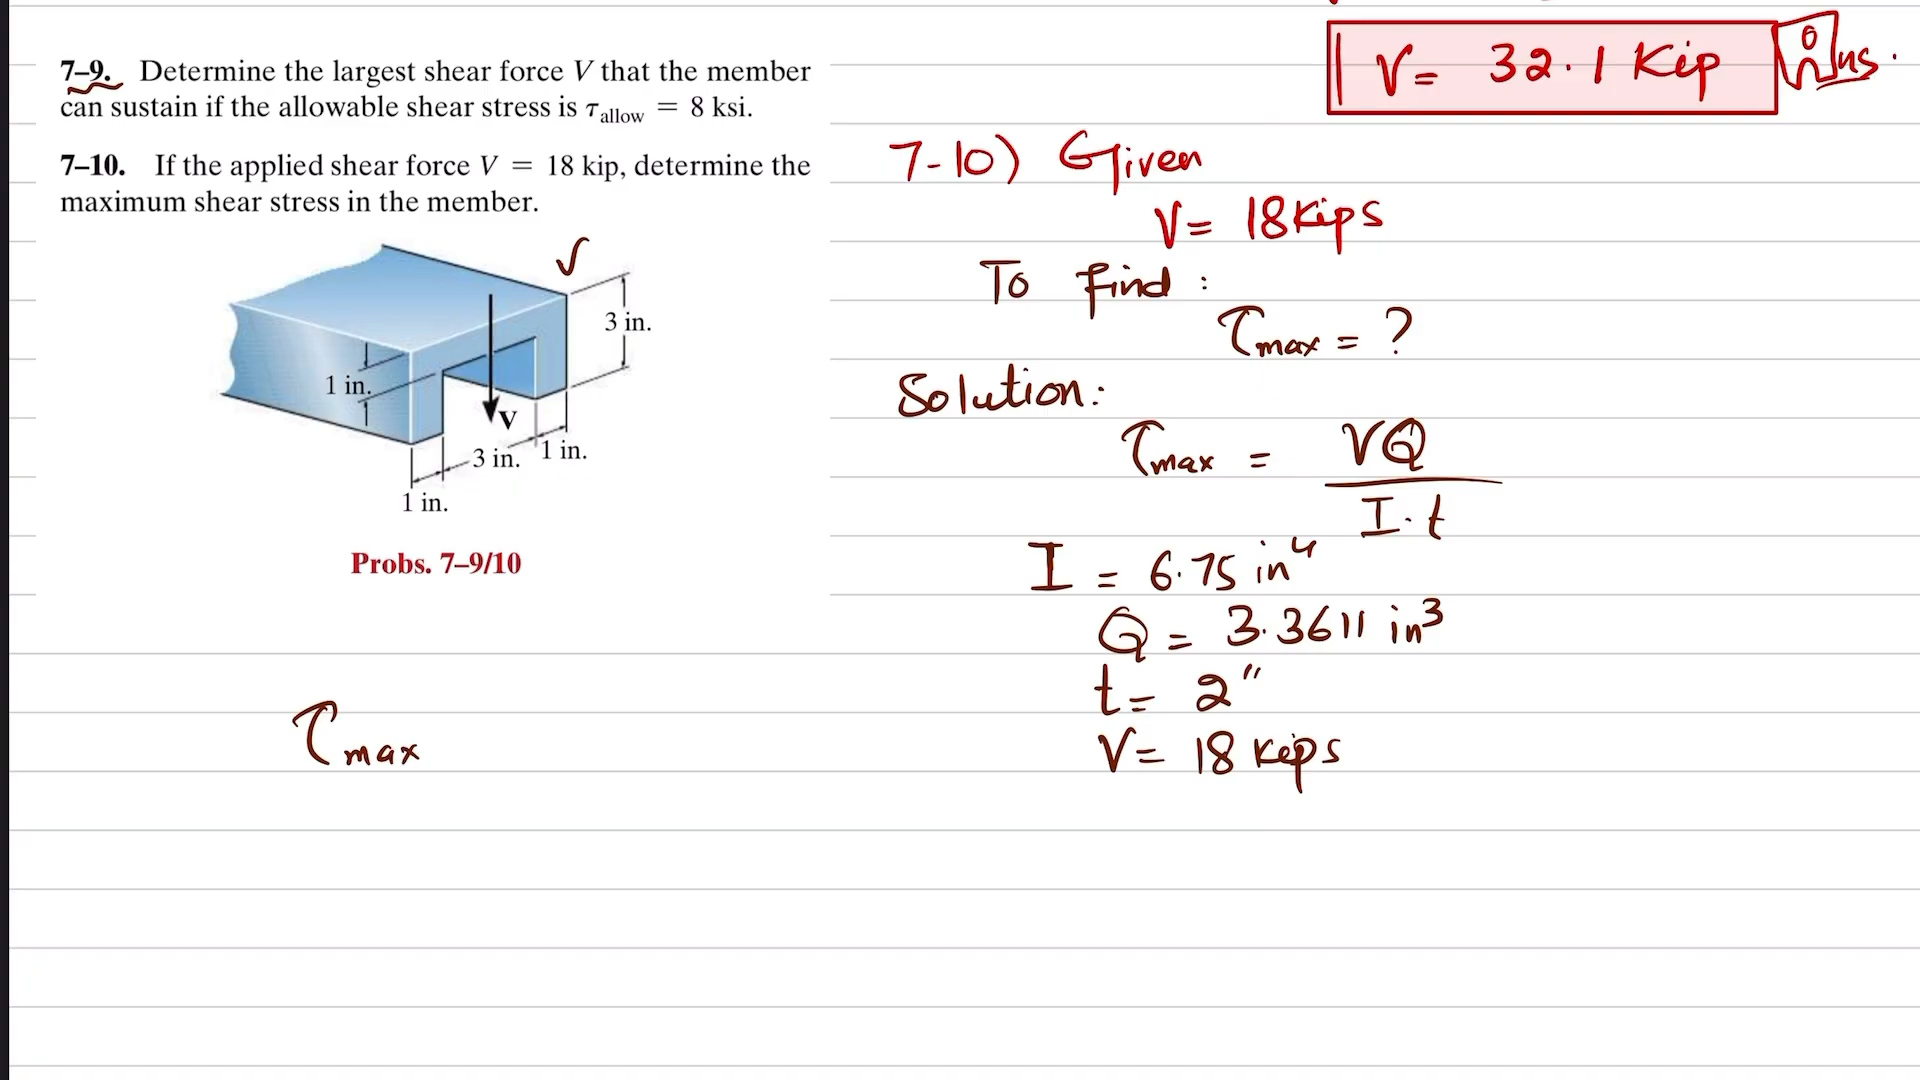 7–9. Determine the largest shear force V that the member
can sustain if the allowable shear stress is τallow = 8 ksi.
7–10. If the applied shear force V = 18 kip, determine the
maximum shear stress in the member.
√
3 in.
1 in.
V
3 in.
1 in.
1 in.
Probs. 7–9/10
τmax
V = 32.1 Kip
Ans.
7-10) Given
V = 18 Kips
To find :
τmax = ?
Solution:
τmax = VQ
I.t
I = 6.75 in⁴
Q = 3.3611 in³
t = 2"
V = 18 kips